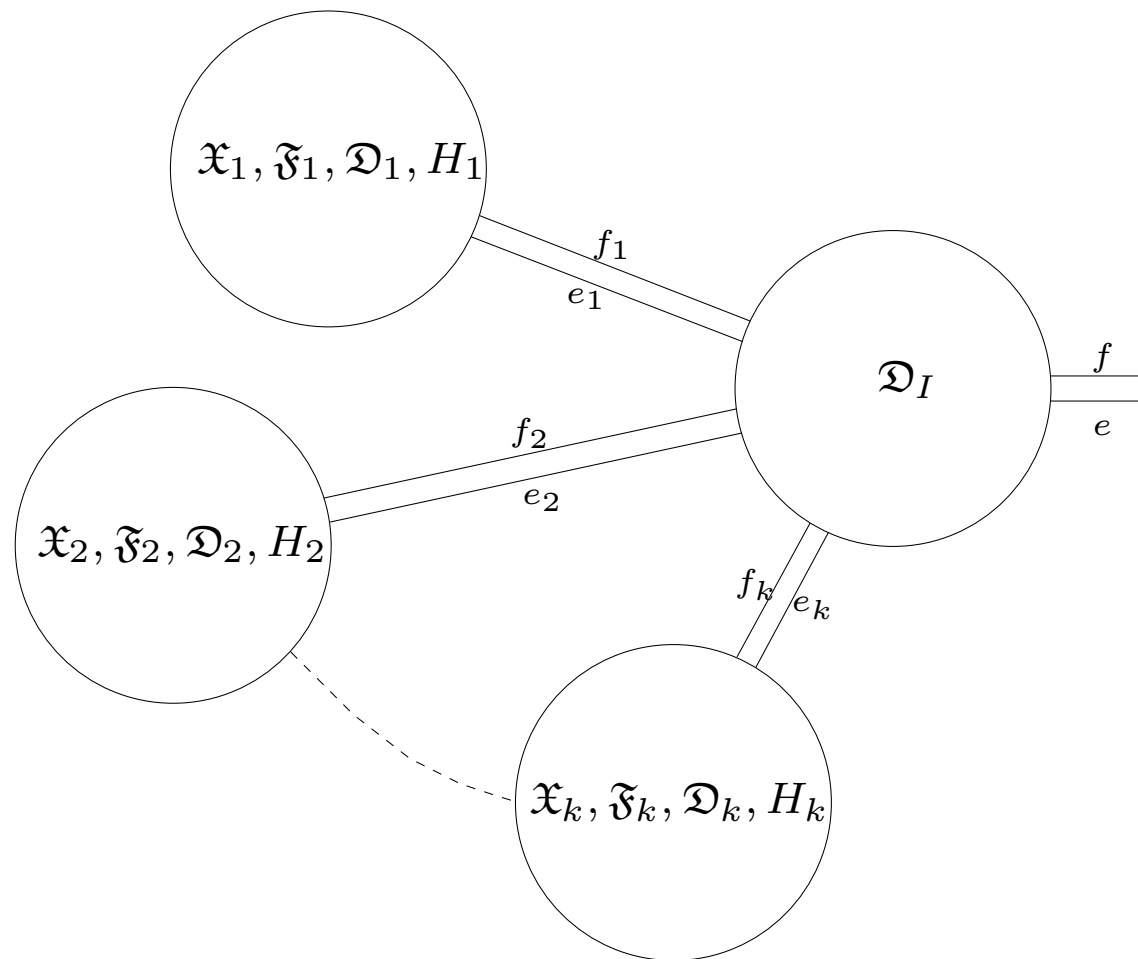 𝔛₁, 𝔉₁, 𝔇₁, H₁
f₁
e₁
𝔇_I
f
e
f₂
e₂
𝔛₂, 𝔉₂, 𝔇₂, H₂
f_k
e_k
𝔛_k, 𝔉_k, 𝔇_k, H_k